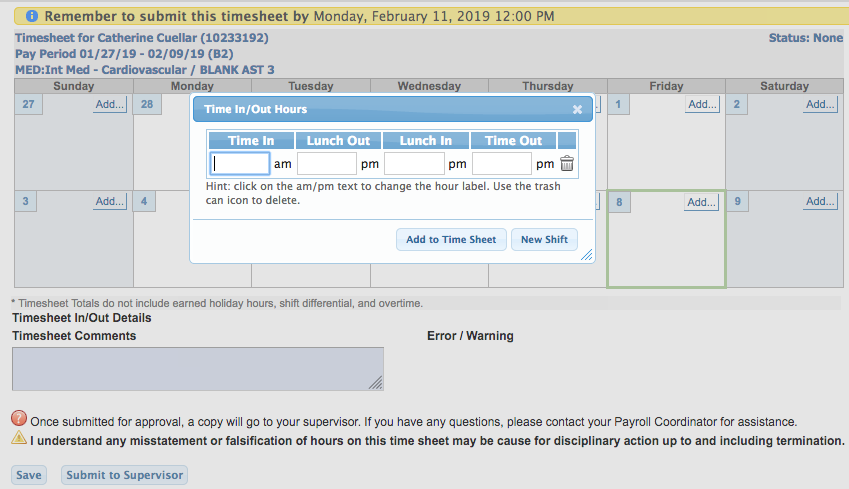 Remember to submit this timesheet by Monday, February 11, 2019 12:00 PM
Timesheet for Catherine Cuellar (10233192) Status: None
Pay Period 01/27/19 - 02/09/19 (B2)
MED:Int Med - Cardiovascular / BLANK AST 3
Sunday Monday Tuesday Wednesday Thursday Friday Saturday
27 Add... 28 1 Add... 2 Add...
Time In/Out Hours
Time In Lunch Out Lunch In Time Out
am pm pm pm
Hint: click on the am/pm text to change the hour label. Use the trash
can icon to delete.
Add to Time Sheet New Shift
3 Add... 4 8 Add... 9 Add...
* Timesheet Totals do not include earned holiday hours, shift differential, and overtime.
Timesheet In/Out Details
Timesheet Comments Error / Warning
Once submitted for approval, a copy will go to your supervisor. If you have any questions, please contact your Payroll Coordinator for assistance.
I understand any misstatement or falsification of hours on this time sheet may be cause for disciplinary action up to and including termination.
Save Submit to Supervisor